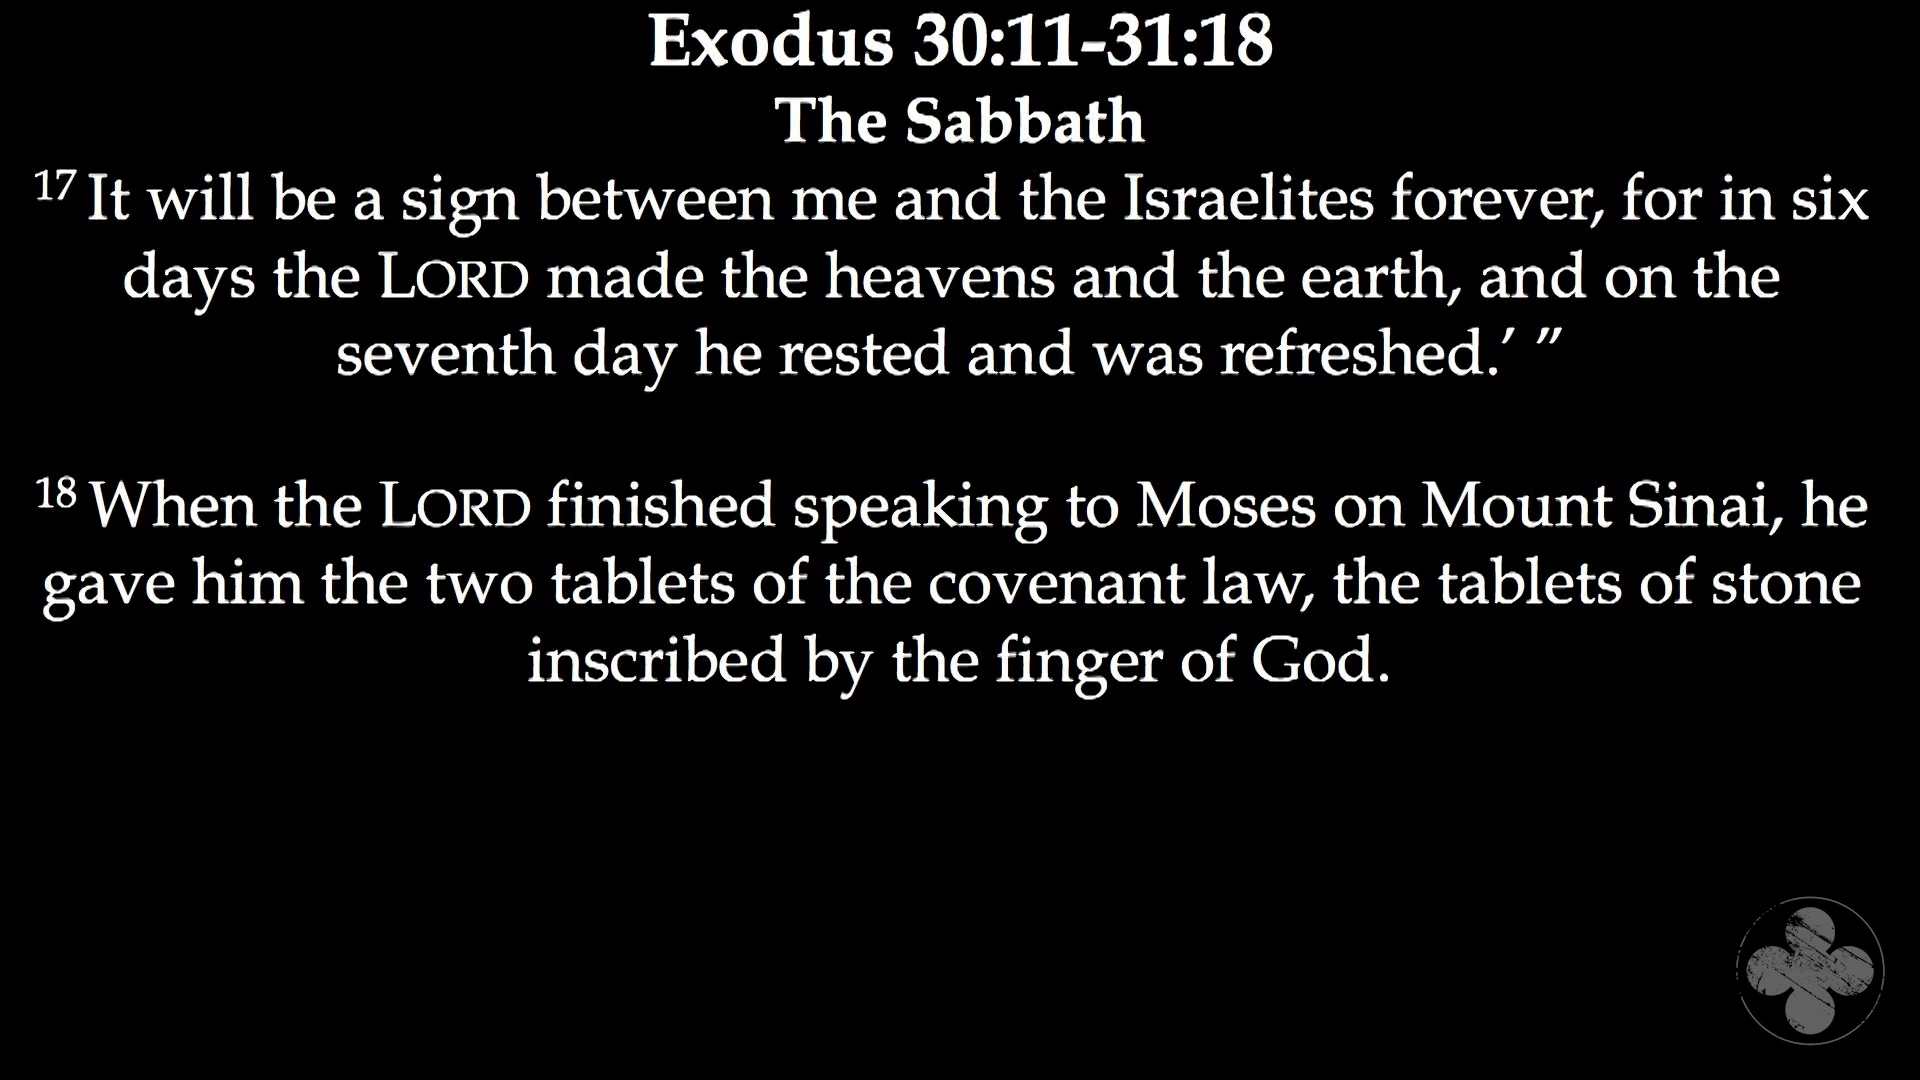 Exodus 30:11-31:18
The Sabbath
17 It will be a sign between me and the Israelites forever, for in six
days the LORD made the heavens and the earth, and on the
seventh day he rested and was refreshed.’ ”
18 When the LORD finished speaking to Moses on Mount Sinai, he
gave him the two tablets of the covenant law, the tablets of stone
inscribed by the finger of God.